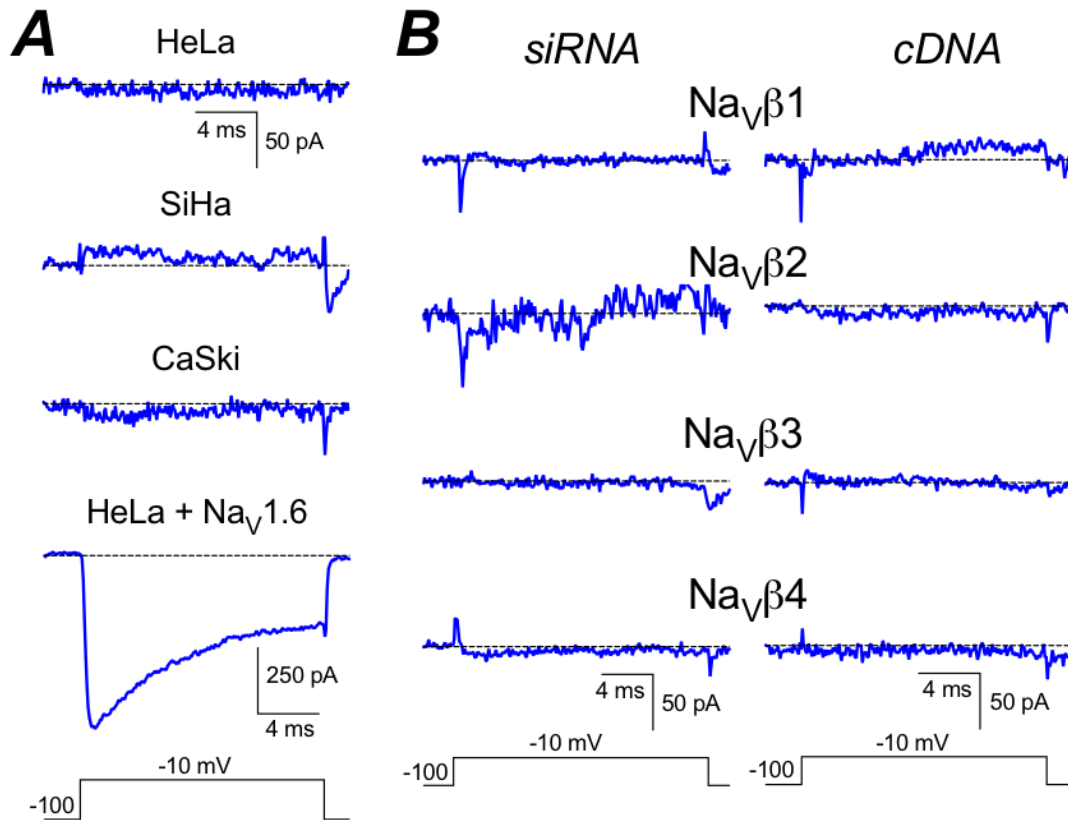 A
HeLa
4 ms
50 pA
SiHa
CaSki
HeLa + NaV1.6
250 pA
4 ms
-10 mV
-100
B
siRNA
cDNA
NaVβ1
NaVβ2
NaVβ3
NaVβ4
4 ms
50 pA
4 ms
50 pA
-10 mV
-100
-10 mV
-100